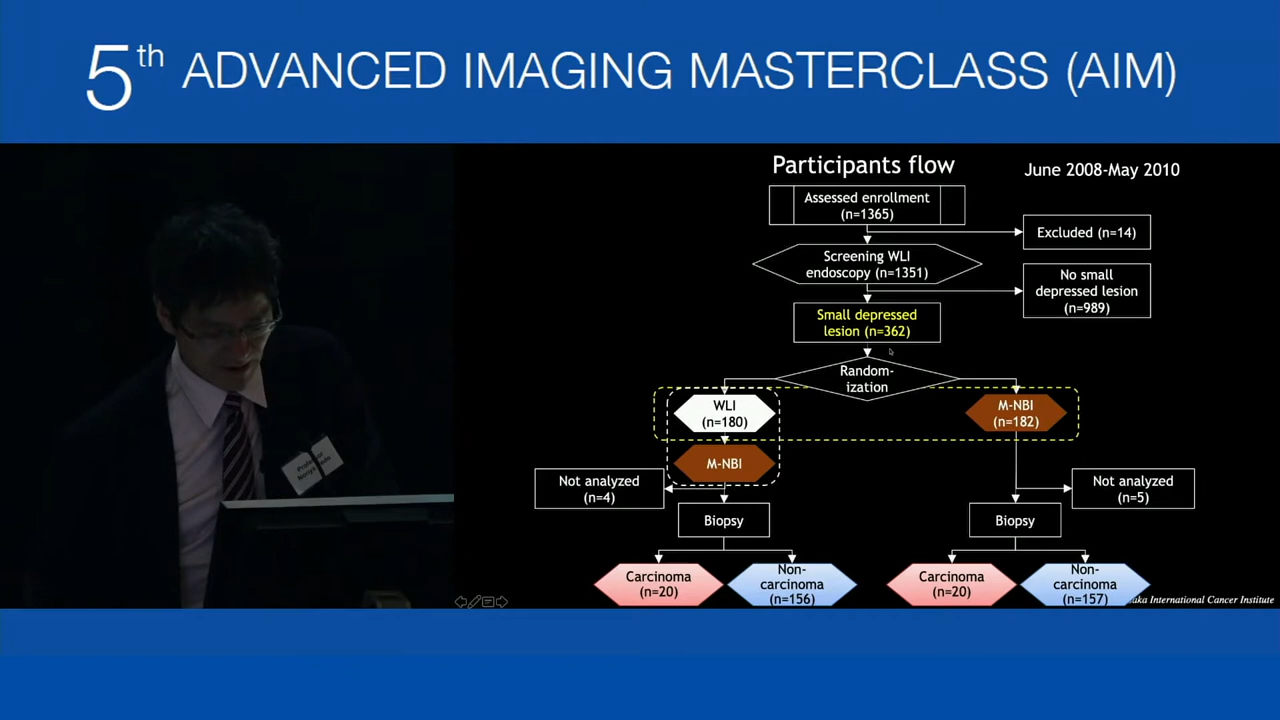 5th ADVANCED IMAGING MASTERCLASS (AIM)
Participants flow
June 2008-May 2010
Assessed enrollment
(n=1365)
Excluded (n=14)
Screening WLI
endoscopy (n=1351)
No small
depressed lesion
(n=989)
Small depressed
lesion (n=362)
Random-
ization
WLI
(n=180)
M-NBI
(n=182)
M-NBI
Not analyzed
(n=4)
Not analyzed
(n=5)
Biopsy
Biopsy
Carcinoma
(n=20)
Non-
carcinoma
(n=156)
Carcinoma
(n=20)
Non-
carcinoma
(n=157)
International Cancer Institute